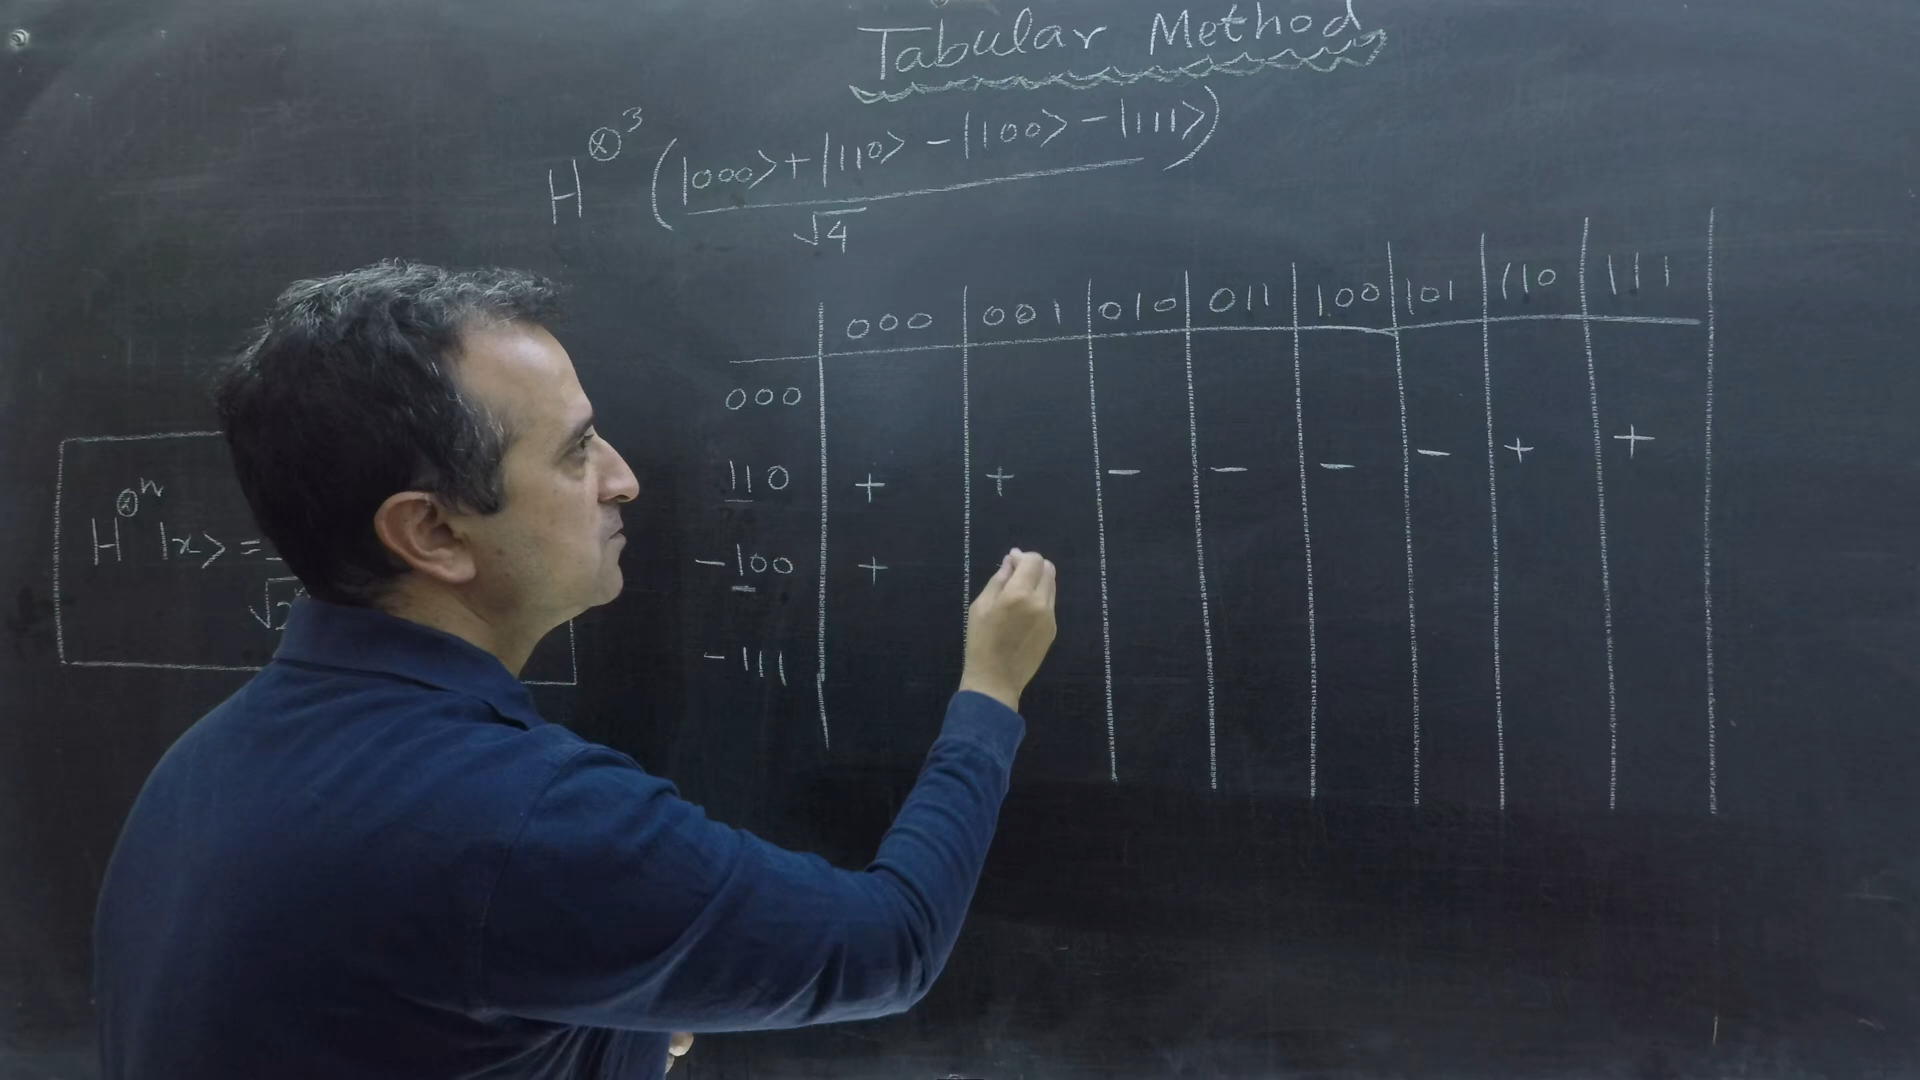 Tabular Method
H⊗3 (|000> + |110> - |100> - |111>)
√4
000 001 010 011 100 101 110 111
000
110 + + - - - - + +
-100 +
-111
H⊗n |x> =
√2